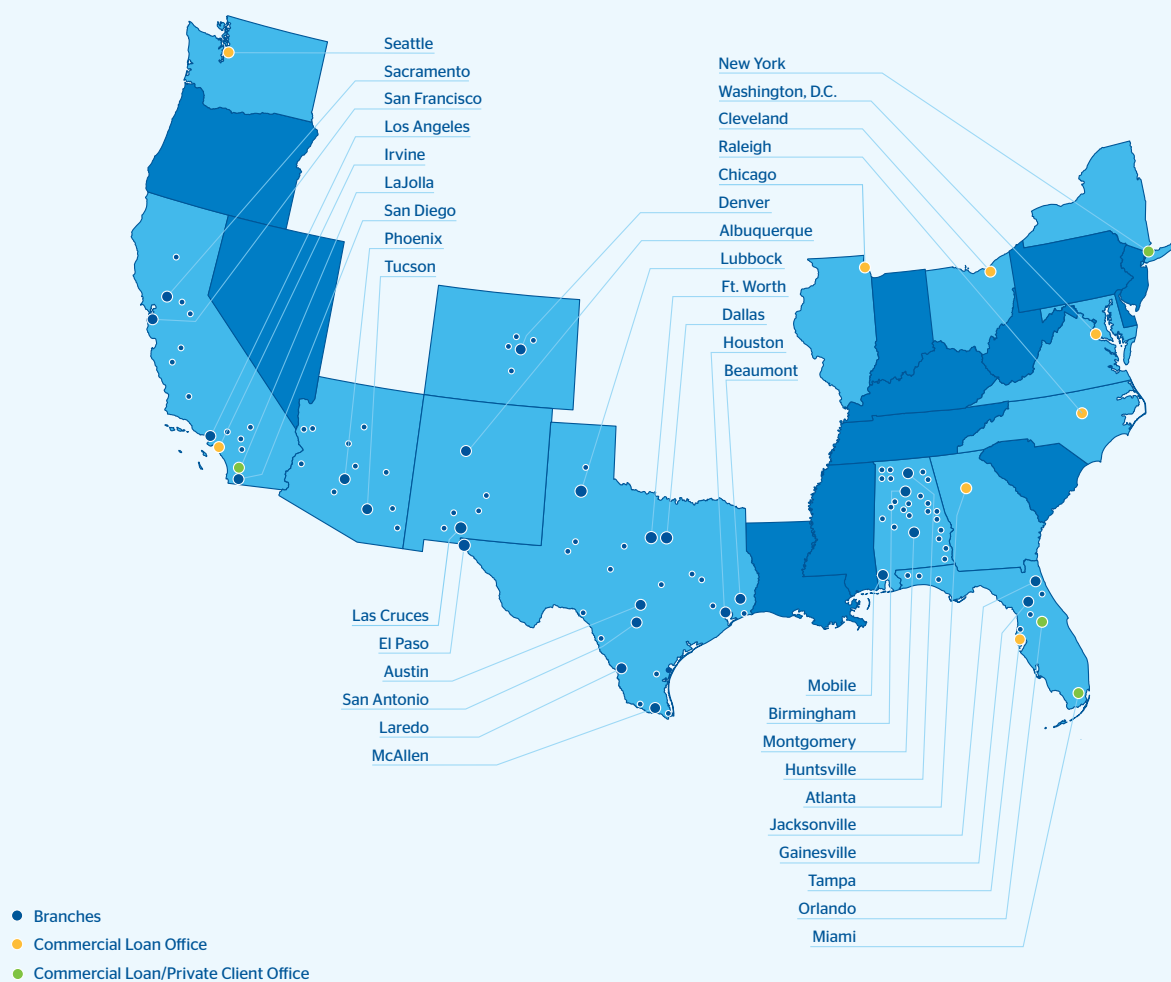 Seattle
Sacramento
San Francisco
Los Angeles
Irvine
LaJolla
San Diego
Phoenix
Tucson
New York
Washington, D.C.
Cleveland
Raleigh
Chicago
Denver
Albuquerque
Lubbock
Ft. Worth
Dallas
Houston
Beaumont
Las Cruces
El Paso
Austin
San Antonio
Laredo
McAllen
Mobile
Birmingham
Montgomery
Huntsville
Atlanta
Jacksonville
Gainesville
Tampa
Orlando
Miami
Branches
Commercial Loan Office
Commercial Loan/Private Client Office